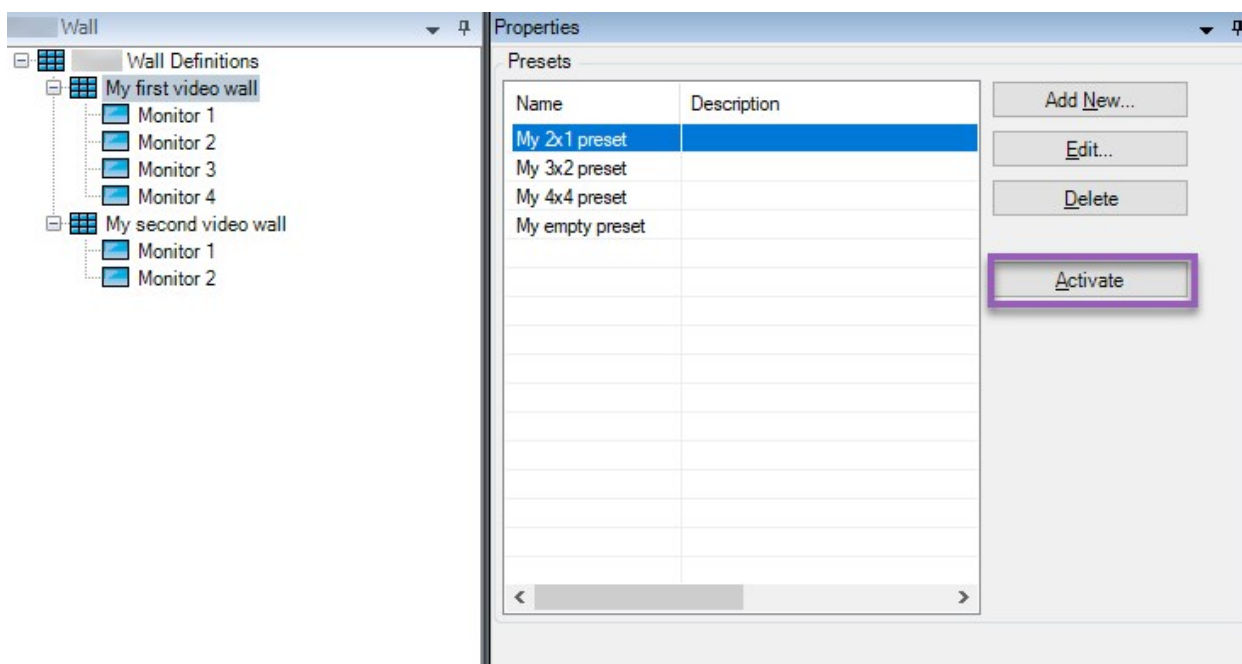 Wall
Wall Definitions
My first video wall
Monitor 1
Monitor 2
Monitor 3
Monitor 4
My second video wall
Monitor 1
Monitor 2
Properties
Presets
Name Description
My 2x1 preset
My 3x2 preset
My 4x4 preset
My empty preset
Add New...
Edit...
Delete
Activate